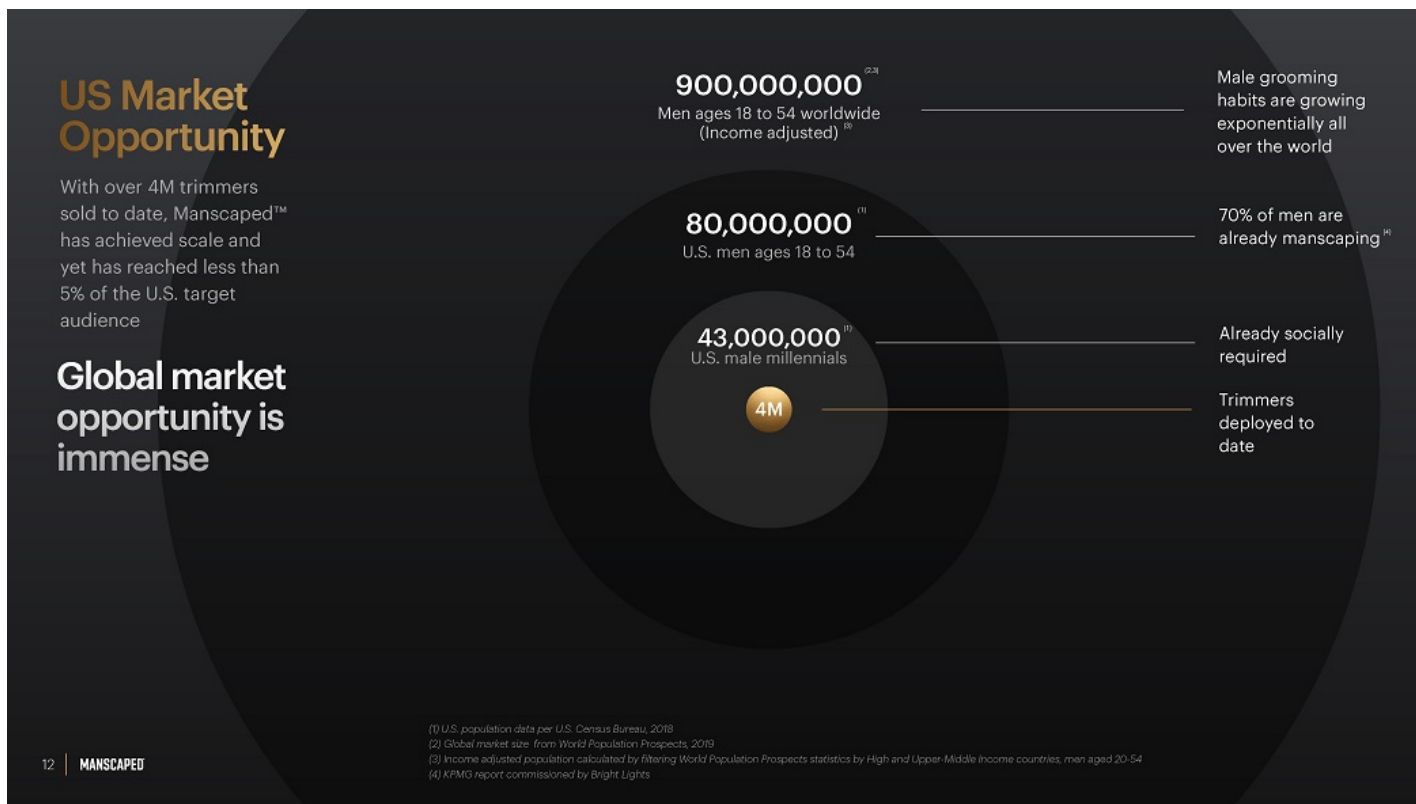 US Market
Opportunity
With over 4M trimmers
sold to date, Manscaped™
has achieved scale and
yet has reached less than
5% of the U.S. target
audience
Global market
opportunity is
immense
900,000,000 (2,3)
Men ages 18 to 54 worldwide
(Income adjusted) (3)
Male grooming
habits are growing
exponentially all
over the world
80,000,000 (1)
U.S. men ages 18 to 54
70% of men are
already manscaping (4)
43,000,000 (1)
U.S. male millennials
Already socially
required
4M
Trimmers
deployed to
date
(1) U.S. population data per U.S. Census Bureau, 2018
(2) Global market size from World Population Prospects, 2019
(3) Income adjusted population calculated by filtering World Population Prospects statistics by High and Upper-Middle Income countries, men aged 20-54
(4) KPMG report commissioned by Bright Lights
12 MANSCAPED